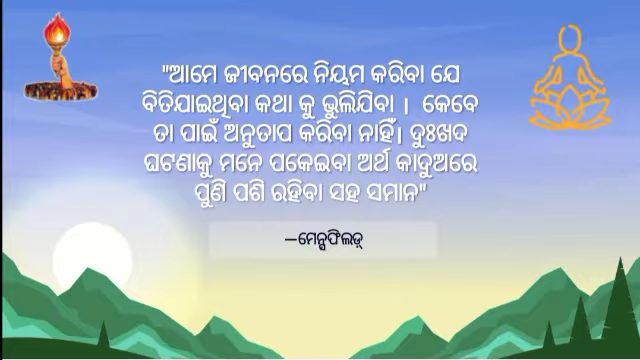 "ଆମେ ଜୀବନରେ ନିୟମ କରିବା ଯେ
ବିତିଯାଇଥିବା କଥା କୁ ଭୁଲିଯିବା । କେବେ
ତା ପାଇଁ ଅନୁତାପ କରିବା ନାହିଁ। ଦୁଃଖଦ
ଘଟଣାକୁ ମନେ ପକେଇବା ଅର୍ଥ କାଦୁଅରେ
ପୁଣି ପଶି ରହିବା ସହ ସମାନ"
—ମେନ୍ସଫିଲଡ଼୍